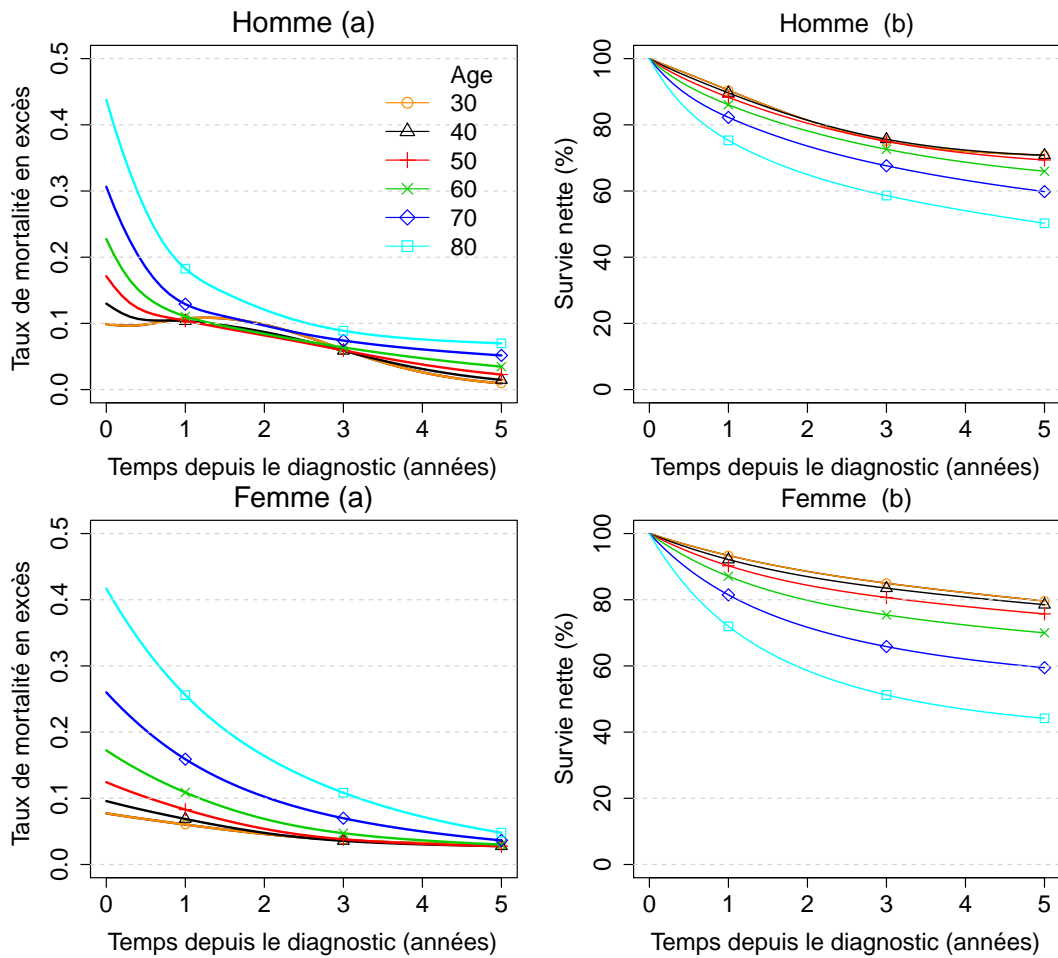 Homme (a)
Taux de mortalité en excès
0.0 0.1 0.2 0.3 0.4 0.5
Age
30
40
50
60
70
80
0 1 2 3 4 5
Temps depuis le diagnostic (années)
Homme (b)
Survie nette (%)
0 20 40 60 80 100
0 1 2 3 4 5
Temps depuis le diagnostic (années)
Femme (a)
Taux de mortalité en excès
0.0 0.1 0.2 0.3 0.4 0.5
0 1 2 3 4 5
Temps depuis le diagnostic (années)
Femme (b)
Survie nette (%)
0 20 40 60 80 100
0 1 2 3 4 5
Temps depuis le diagnostic (années)